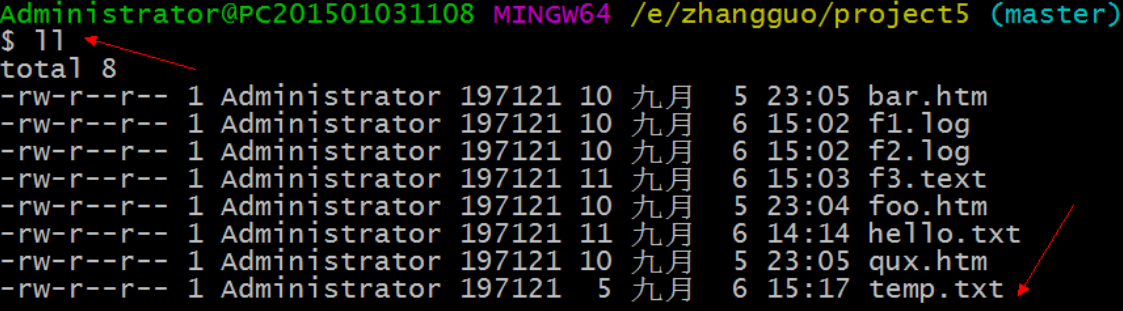 Administrator@PC201501031108 MINGW64 /e/zhangguo/project5 (master)
$ ll
total 8
-rw-r--r-- 1 Administrator 197121 10 九月  5 23:05 bar.htm
-rw-r--r-- 1 Administrator 197121 10 九月  6 15:02 f1.log
-rw-r--r-- 1 Administrator 197121 10 九月  6 15:02 f2.log
-rw-r--r-- 1 Administrator 197121 11 九月  6 15:03 f3.text
-rw-r--r-- 1 Administrator 197121 10 九月  5 23:04 foo.htm
-rw-r--r-- 1 Administrator 197121 11 九月  6 14:14 hello.txt
-rw-r--r-- 1 Administrator 197121 10 九月  5 23:05 qux.htm
-rw-r--r-- 1 Administrator 197121  5 九月  6 15:17 temp.txt